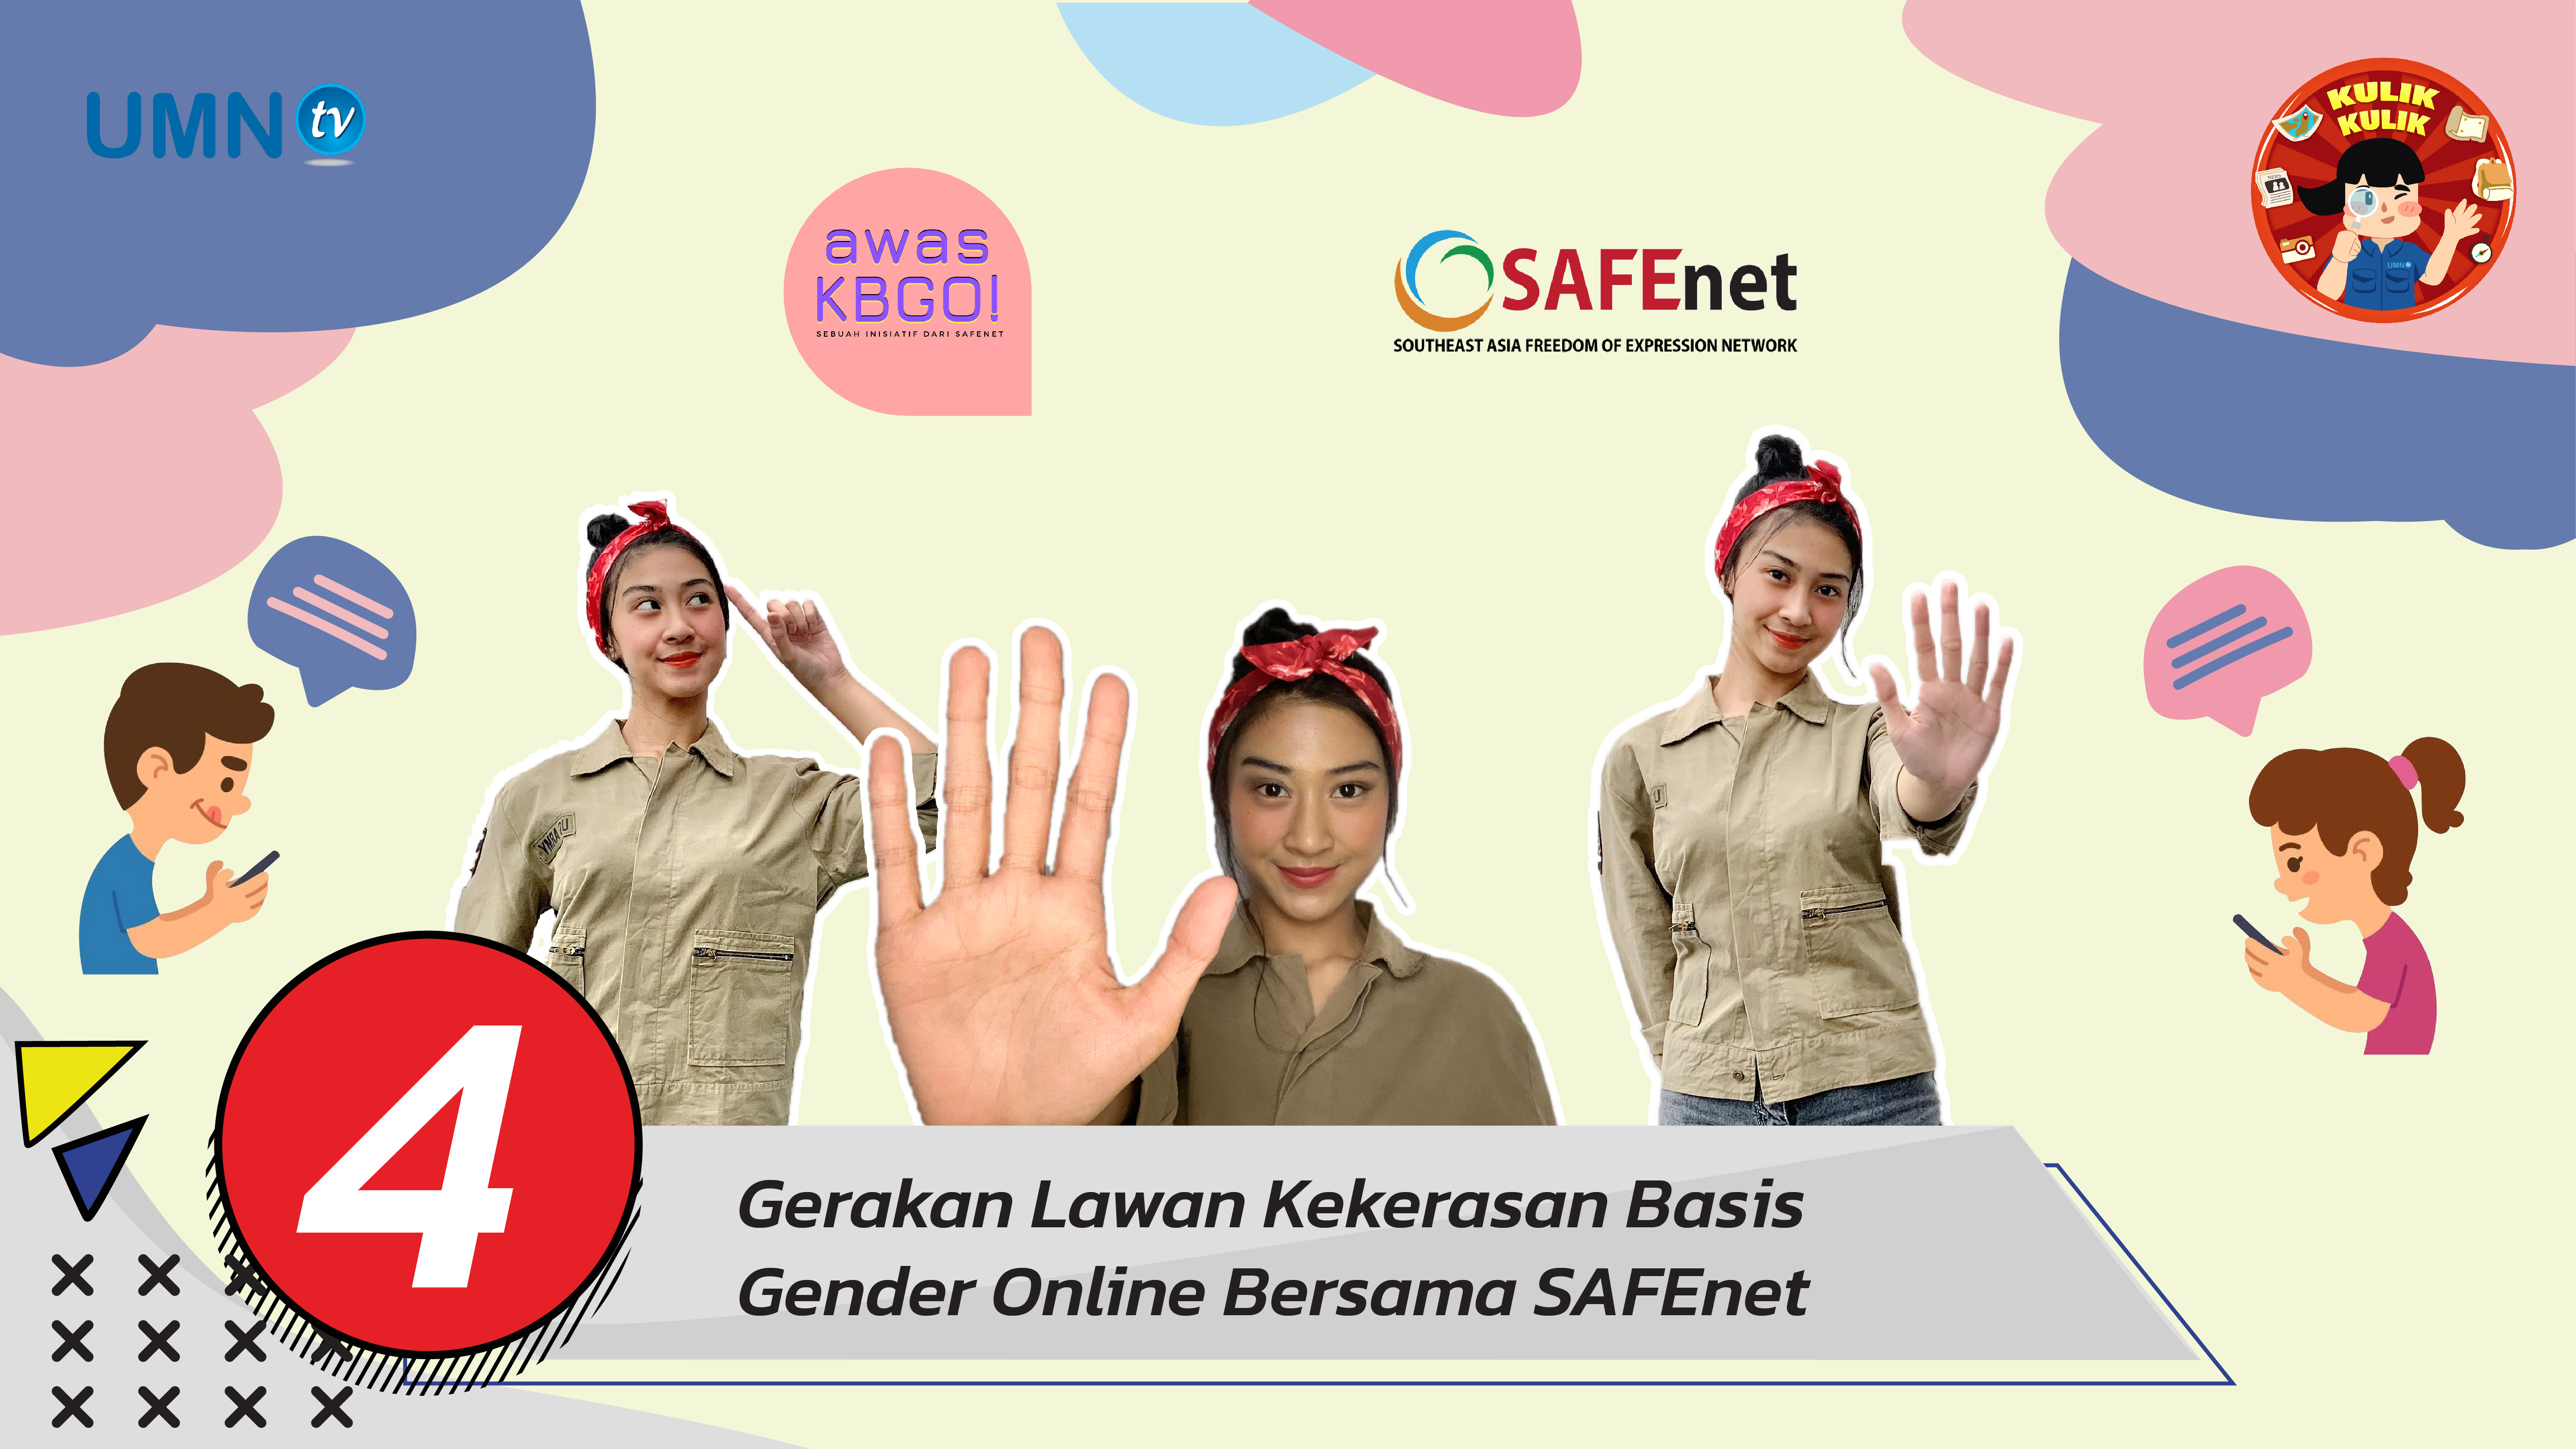 UMN tv
KULIK
KULIK
UMN
awas
KBGO!
SEBUAH INISIATIF DARI SAFENET
SAFEnet
SOUTHEAST ASIA FREEDOM OF EXPRESSION NETWORK
4
Gerakan Lawan Kekerasan Basis
Gender Online Bersama SAFEnet